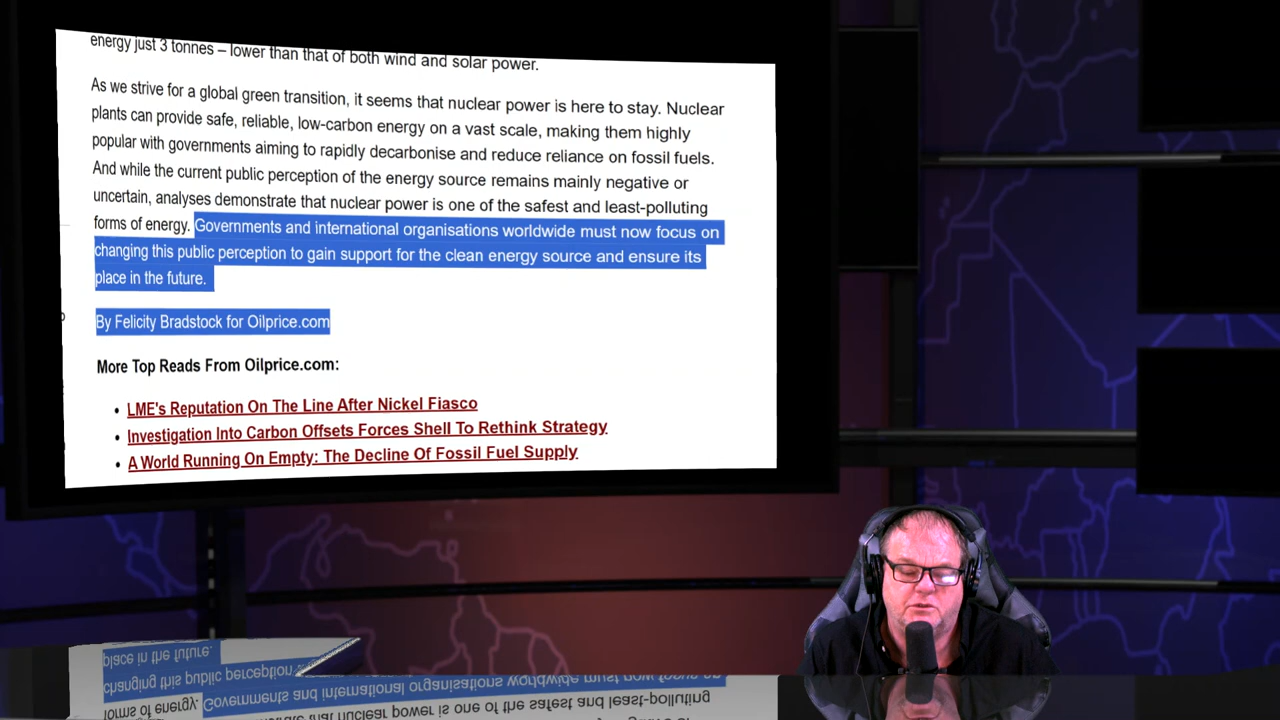 energy just 3 tonnes – lower than that of both wind and solar power.
As we strive for a global green transition, it seems that nuclear power is here to stay. Nuclear
plants can provide safe, reliable, low-carbon energy on a vast scale, making them highly
popular with governments aiming to rapidly decarbonise and reduce reliance on fossil fuels.
And while the current public perception of the energy source remains mainly negative or
uncertain, analyses demonstrate that nuclear power is one of the safest and least-polluting
forms of energy. Governments and international organisations worldwide must now focus on
changing this public perception to gain support for the clean energy source and ensure its
place in the future.
By Felicity Bradstock for Oilprice.com
More Top Reads From Oilprice.com:
• LME's Reputation On The Line After Nickel Fiasco
• Investigation Into Carbon Offsets Forces Shell To Rethink Strategy
• A World Running On Empty: The Decline Of Fossil Fuel Supply